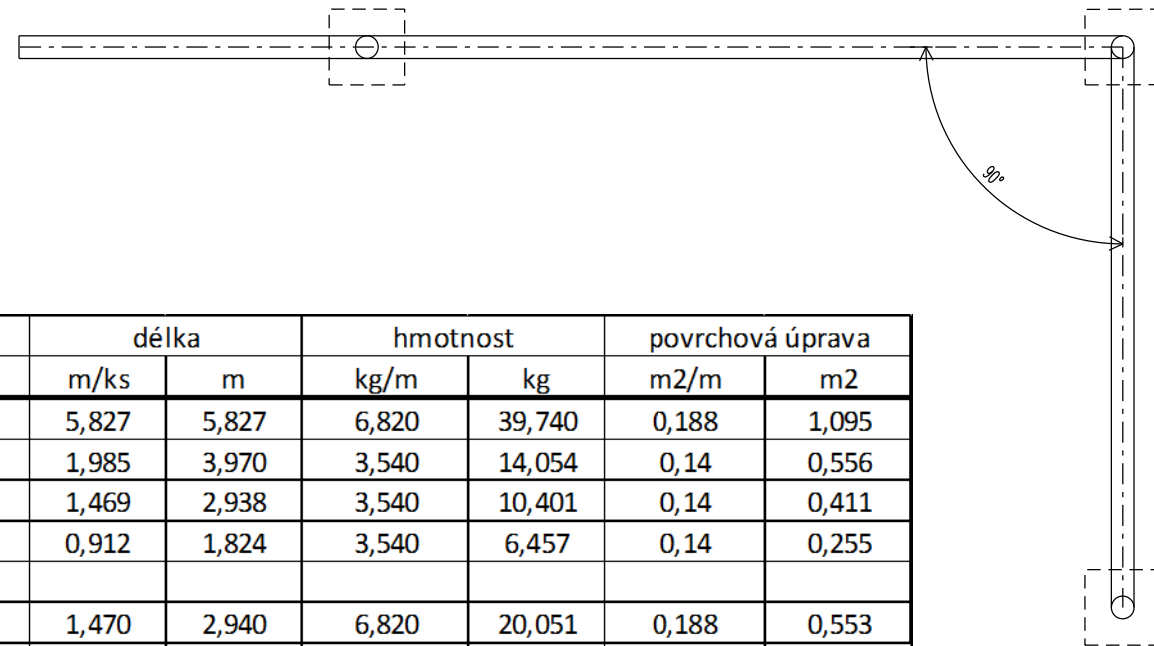 90°
délka hmotnost povrchová úprava
m/ks m kg/m kg m2/m m2
5,827 5,827 6,820 39,740 0,188 1,095
1,985 3,970 3,540 14,054 0,14 0,556
1,469 2,938 3,540 10,401 0,14 0,411
0,912 1,824 3,540 6,457 0,14 0,255
1,470 2,940 6,820 20,051 0,188 0,553